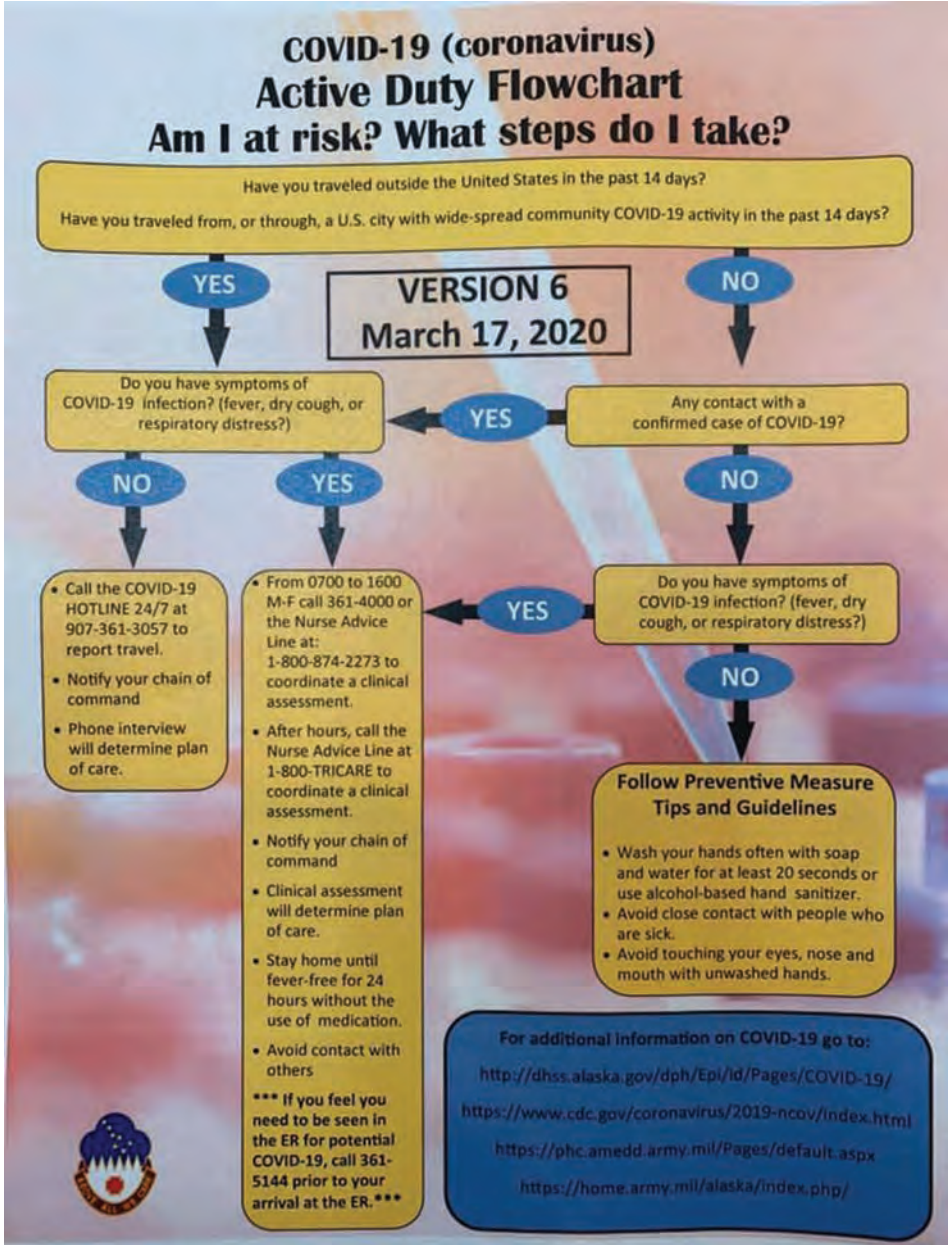 COVID-19 (coronavirus)
Active Duty Flowchart
Am I at risk? What steps do I take?
Have you traveled outside the United States in the past 14 days?
Have you traveled from, or through, a U.S. city with wide-spread community COVID-19 activity in the past 14 days?
YES
NO
VERSION 6
March 17, 2020
Do you have symptoms of
COVID-19 infection? (fever, dry cough, or
respiratory distress?)
YES
Any contact with a
confirmed case of COVID-19?
NO
YES
NO
• Call the COVID-19
HOTLINE 24/7 at
907-361-3057 to
report travel.
• Notify your chain of
command
• Phone interview
will determine plan
of care.
• From 0700 to 1600
M-F call 361-4000 or
the Nurse Advice
Line at:
1-800-874-2273 to
coordinate a clinical
assessment.
• After hours, call the
Nurse Advice Line at
1-800-TRICARE to
coordinate a clinical
assessment.
• Notify your chain of
command
• Clinical assessment
will determine plan
of care.
• Stay home until
fever-free for 24
hours without the
use of medication.
• Avoid contact with
others
*** If you feel you
need to be seen in
the ER for potential
COVID-19, call 361-
5144 prior to your
arrival at the ER.***
YES
Do you have symptoms of
COVID-19 infection? (fever, dry
cough, or respiratory distress?)
NO
Follow Preventive Measure
Tips and Guidelines
• Wash your hands often with soap
and water for at least 20 seconds or
use alcohol-based hand sanitizer.
• Avoid close contact with people who
are sick.
• Avoid touching your eyes, nose and
mouth with unwashed hands.
For additional information on COVID-19 go to:
http://dhss.alaska.gov/dph/Epi/id/Pages/COVID-19/
https://www.cdc.gov/coronavirus/2019-ncov/index.html
https://phc.amedd.army.mil/Pages/default.aspx
https://home.army.mil/alaska/index.php/